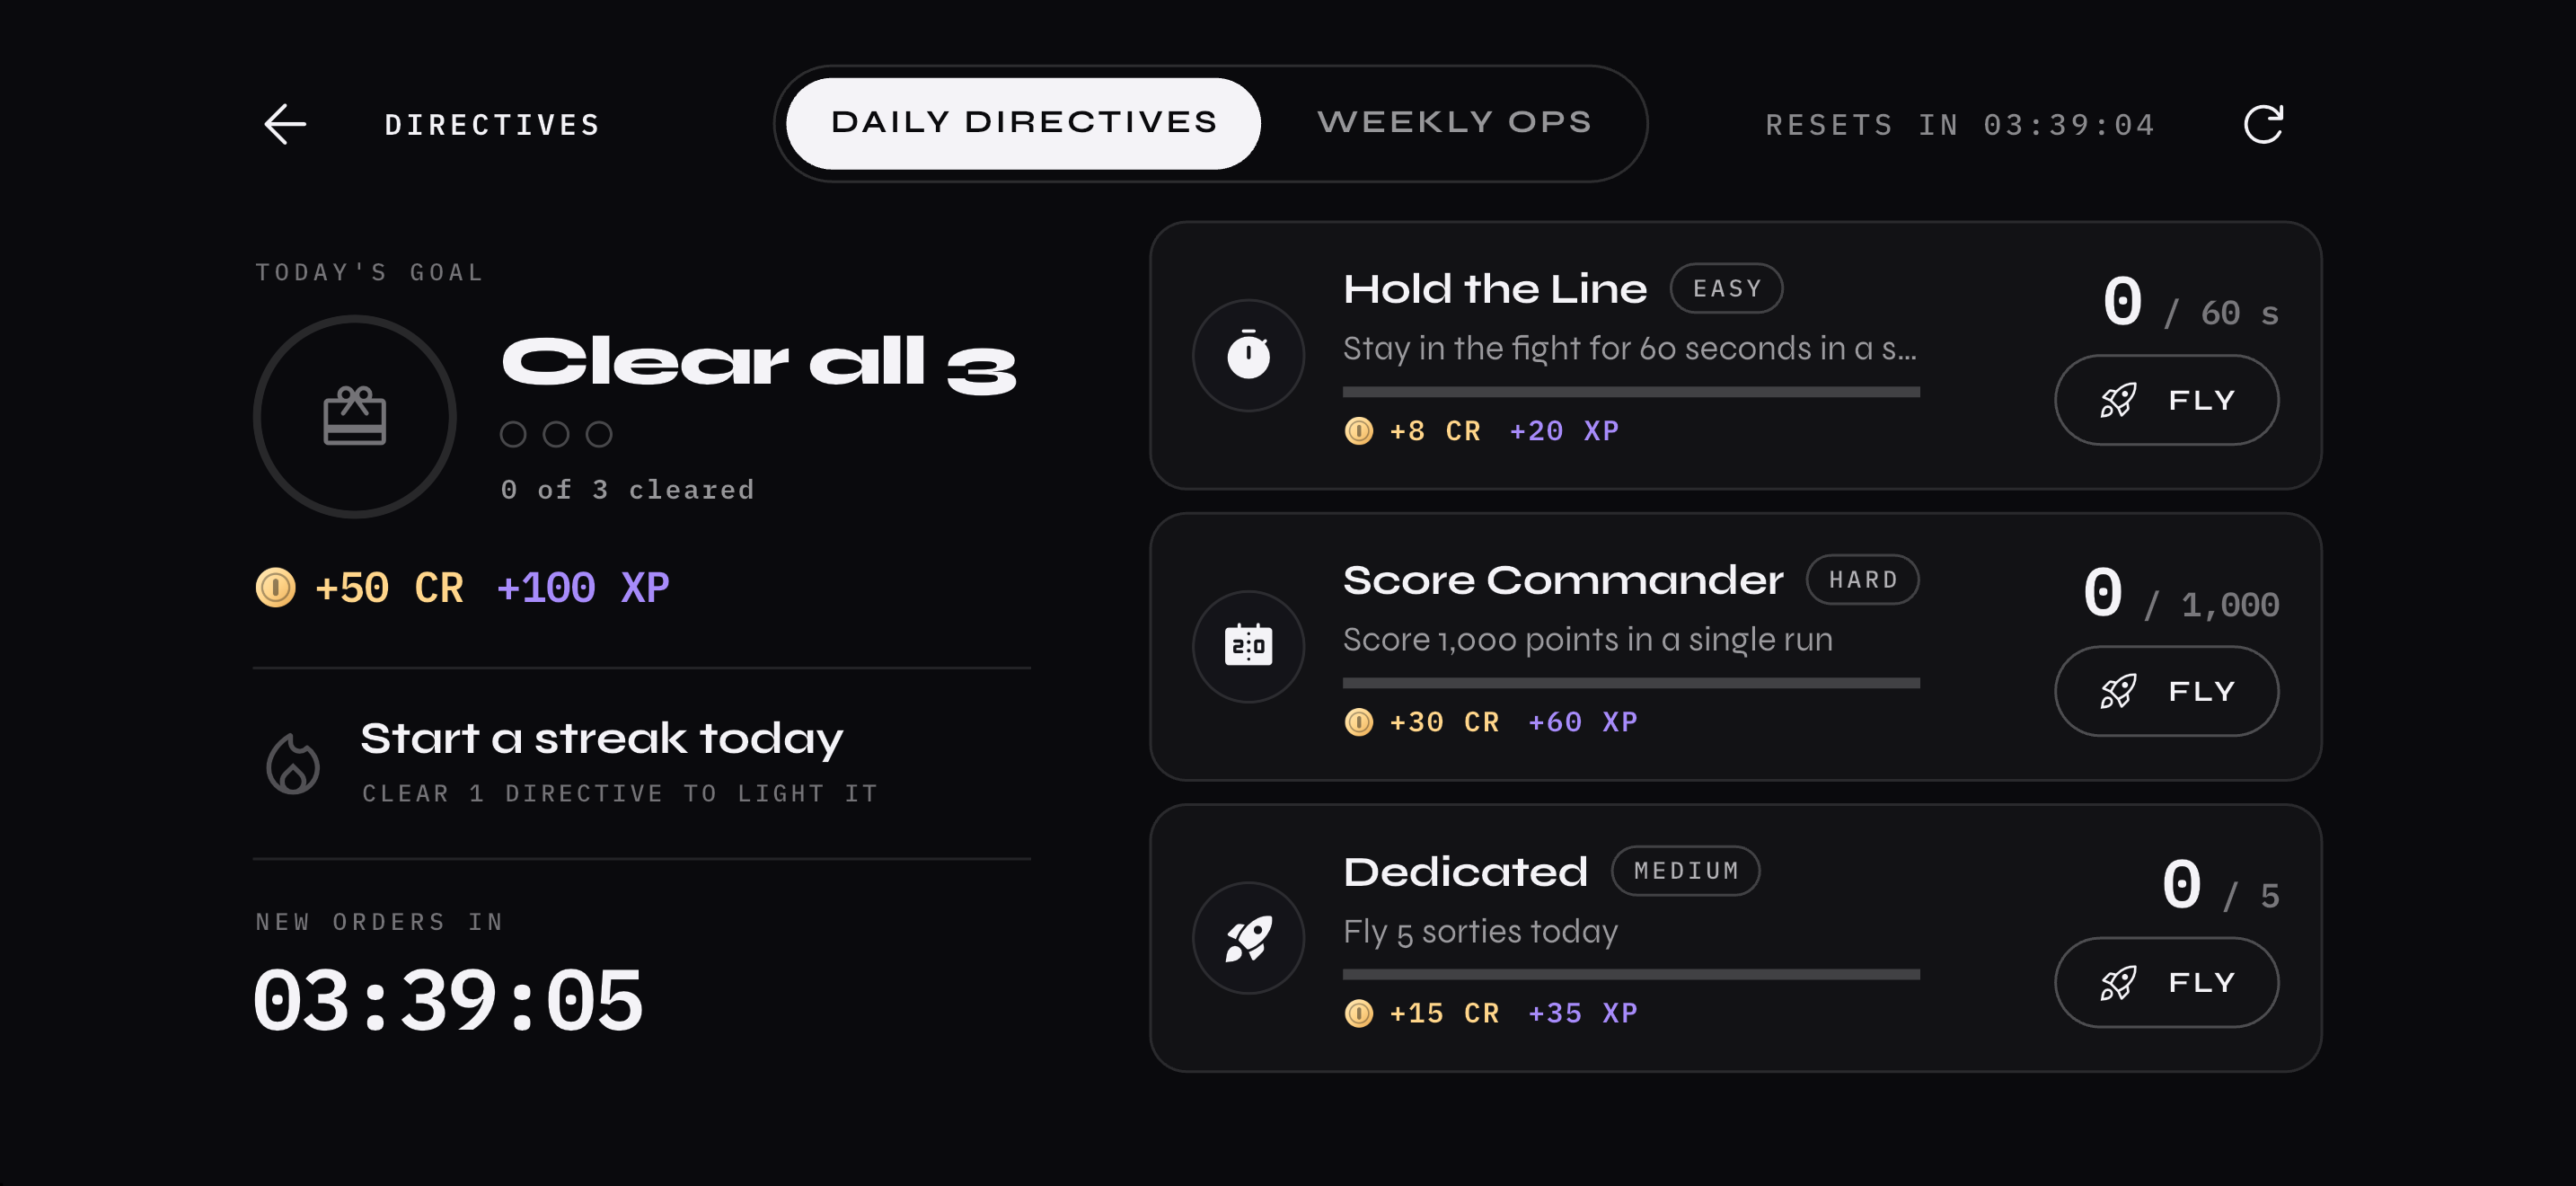 DIRECTIVES
DAILY DIRECTIVES
WEEKLY OPS
RESETS IN 03:39:04
TODAY'S GOAL
Clear all 3
0 of 3 cleared
+50 CR +100 XP
Start a streak today
CLEAR 1 DIRECTIVE TO LIGHT IT
NEW ORDERS IN
03:39:05
Hold the Line EASY
Stay in the fight for 60 seconds in a s...
+8 CR +20 XP
0 / 60 s
FLY
Score Commander HARD
2:0
Score 1,000 points in a single run
+30 CR +60 XP
0 / 1,000
FLY
Dedicated MEDIUM
Fly 5 sorties today
+15 CR +35 XP
0 / 5
FLY